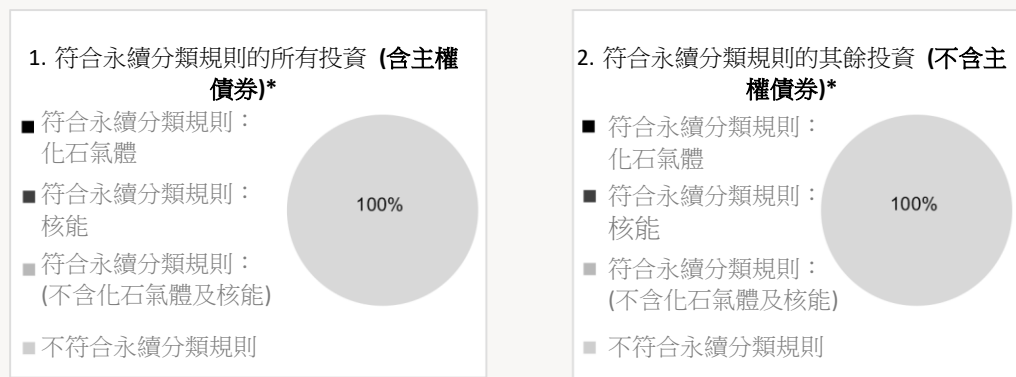 1. 符合永續分類規則的所有投資 (含主權
債券)*
符合永續分類規則：
化石氣體
符合永續分類規則：
核能
符合永續分類規則：
(不含化石氣體及核能)
不符合永續分類規則
100%
2. 符合永續分類規則的其餘投資 (不含主
權債券)*
符合永續分類規則：
化石氣體
符合永續分類規則：
核能
符合永續分類規則：
(不含化石氣體及核能)
不符合永續分類規則
100%